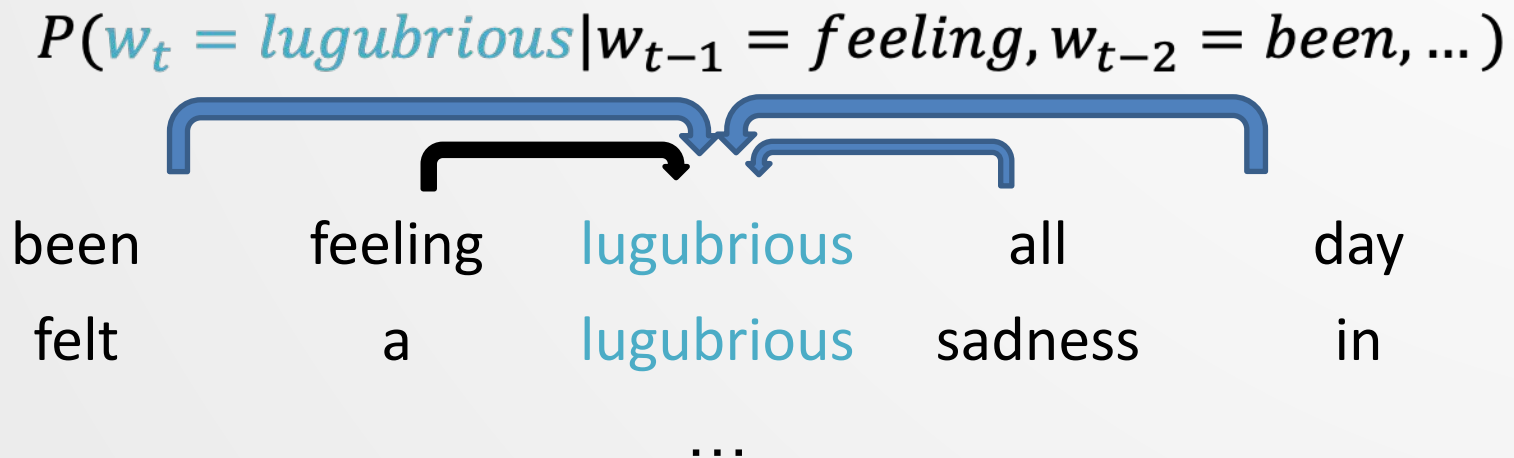 P(w_t = lugubrious|w_{t-1} = feeling, w_{t-2} = been, ...)
been feeling lugubrious all day
felt a lugubrious sadness in
...